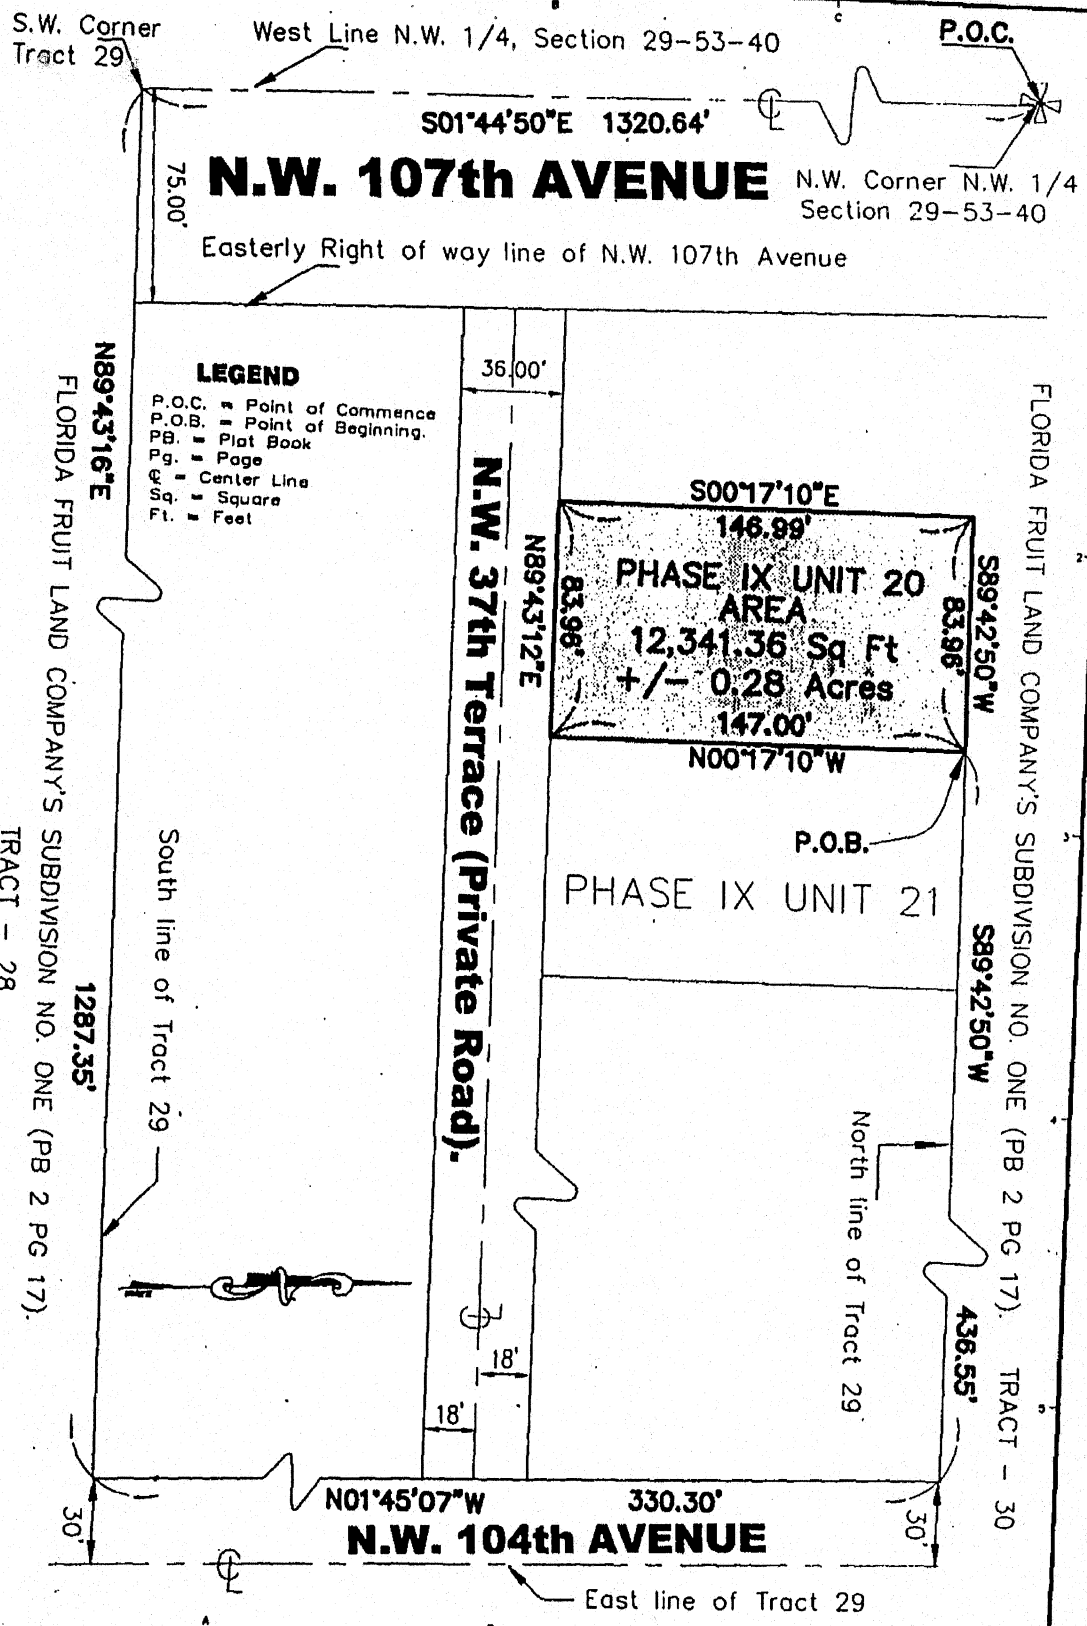 S.W. Corner
Tract 29
West Line N.W. 1/4, Section 29-53-40
C
P.O.C.
S01°44'50"E 1320.64'
N.W. 107th AVENUE
75.00'
N.W. Corner N.W. 1/4
Section 29-53-40
Easterly Right of way line of N.W. 107th Avenue
36.00'
LEGEND
P.O.C. = Point of Commence
P.O.B. = Point of Beginning.
PB. = Plat Book
Pg. = Page
℄ = Center Line
Sq. = Square
Ft. = Feet
N89°43'16"E
FLORIDA FRUIT LAND COMPANY'S SUBDIVISION NO. ONE (PB 2 PG 17).
TRACT - 28
1287.35'
South line of Tract 29
N.W. 37th Terrace (Private Road).
N89°43'12"E
S00°17'10"E
146.99'
83.96'
PHASE IX UNIT 20
AREA
12,341.36 Sq Ft
+/- 0.28 Acres
147.00'
N00°17'10"W
83.96'
S89°42'50"W
P.O.B.
PHASE IX UNIT 21
S89°42'50"W
FLORIDA FRUIT LAND COMPANY'S SUBDIVISION NO. ONE (PB 2 PG 17). TRACT - 30
North line of Tract 29
436.55'
℄
18'
18'
N01°45'07"W 330.30'
N.W. 104th AVENUE
30'
30'
℄
East line of Tract 29
2
3
4
5
A